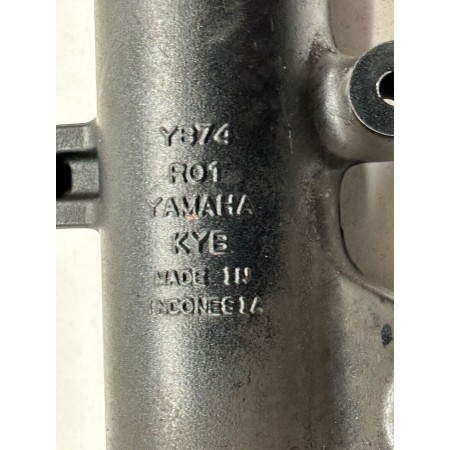 Y874
R01
YAMAHA
KYB
MADE IN
INDONESIA